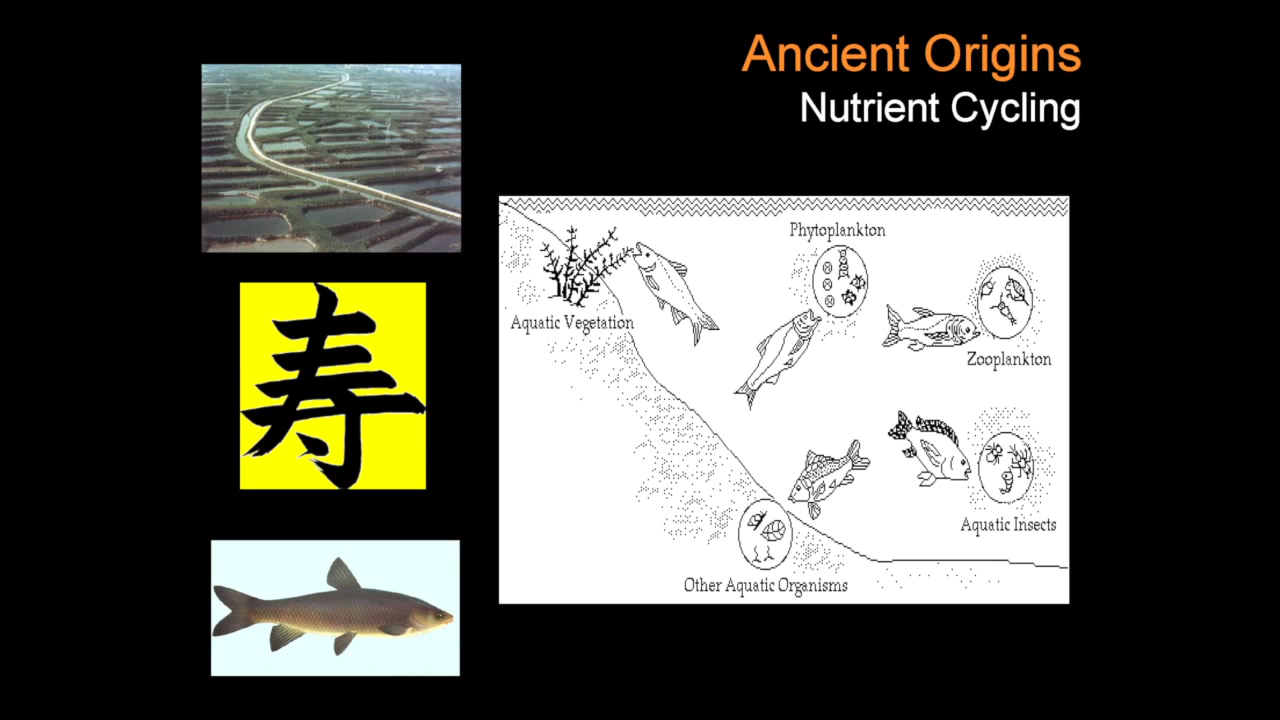 Ancient Origins
Nutrient Cycling
寿
Phytoplankton
Aquatic Vegetation
Zooplankton
Aquatic Insects
Other Aquatic Organisms